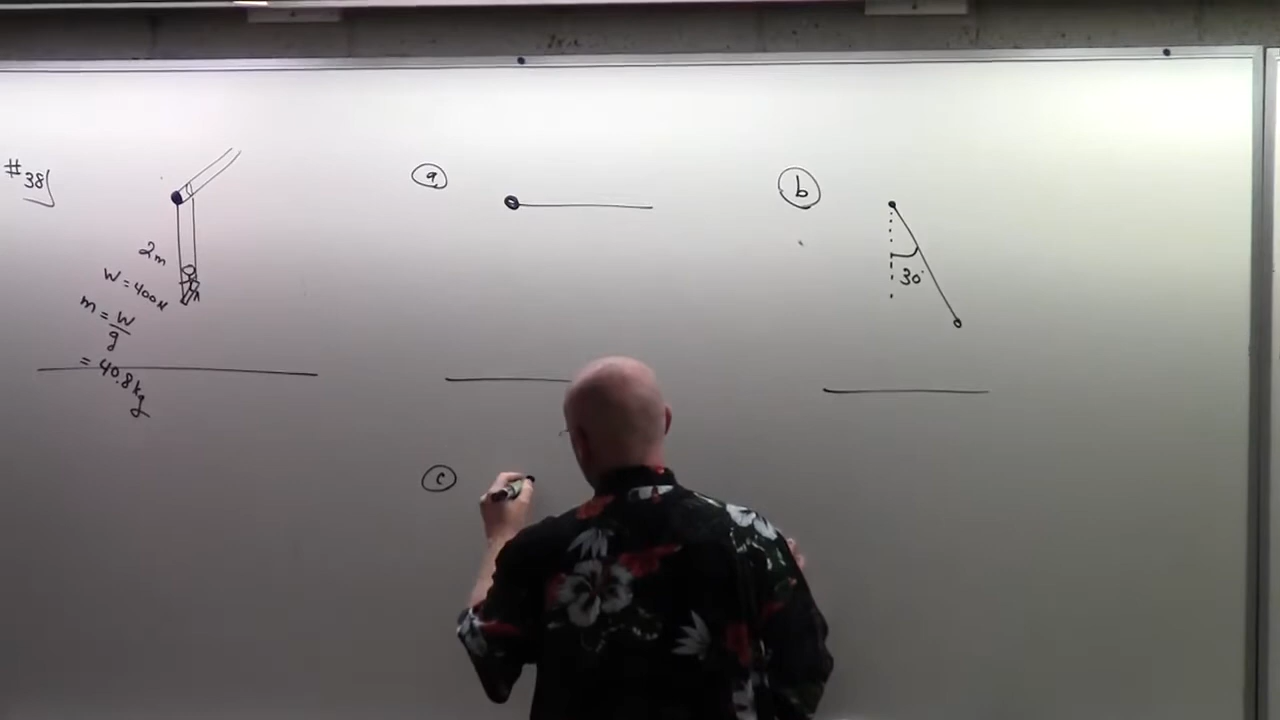 #38
2m
W = 400N
m = W/g
= 40.8kg
a
b
30°
c